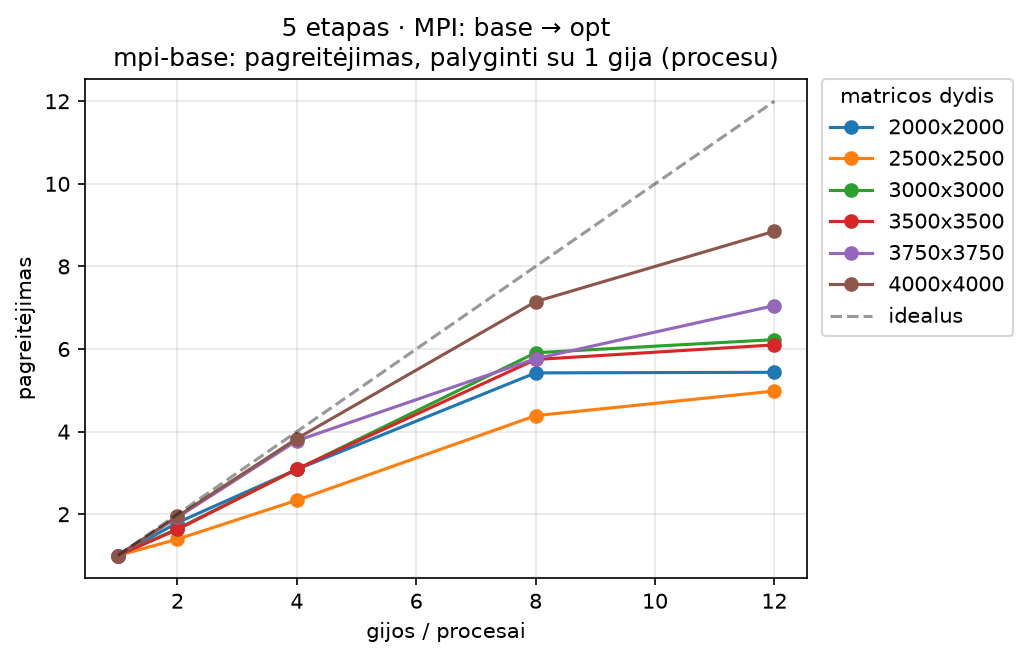 5 etapas · MPI: base → opt
mpi-base: pagreitėjimas, palyginti su 1 gija (procesu)
pagreitėjimas
12
10
8
6
4
2
2
4
6
8
10
12
gijos / procesai
matricos dydis
2000x2000
2500x2500
3000x3000
3500x3500
3750x3750
4000x4000
idealus